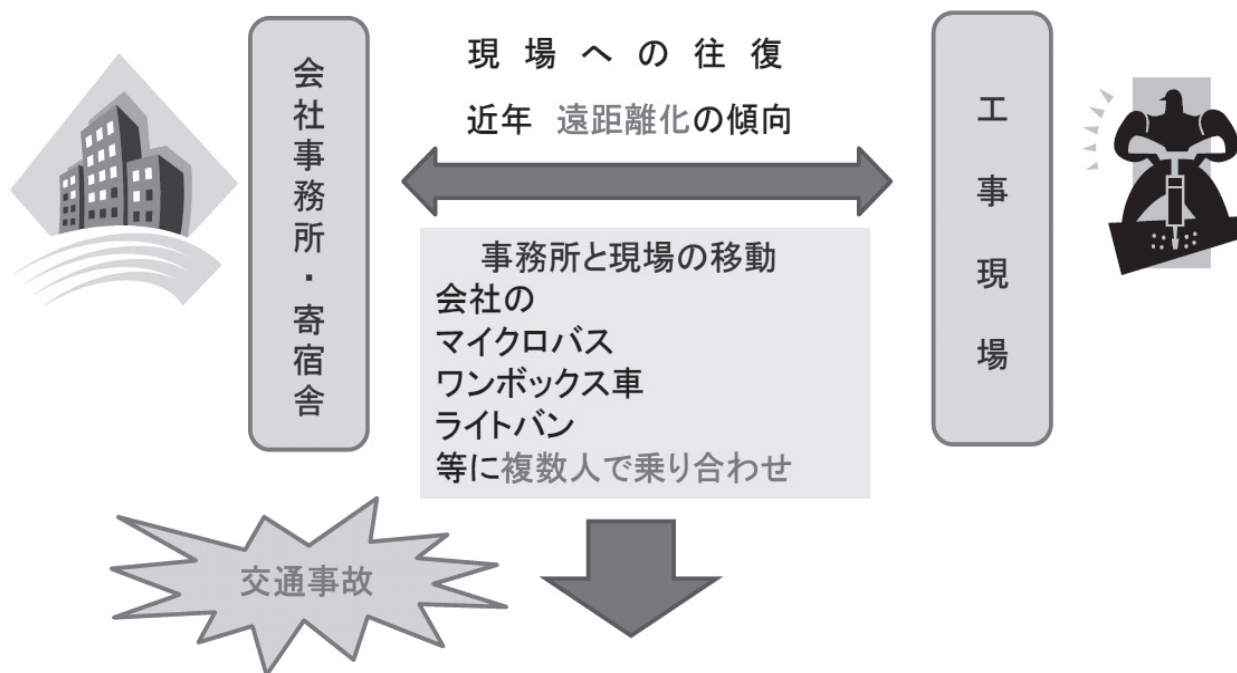 会社事務所・寄宿舎
現場への往復
近年 遠距離化の傾向
工事現場
事務所と現場の移動
会社の
マイクロバス
ワンボックス車
ライトバン
等に複数人で乗り合わせ
交通事故